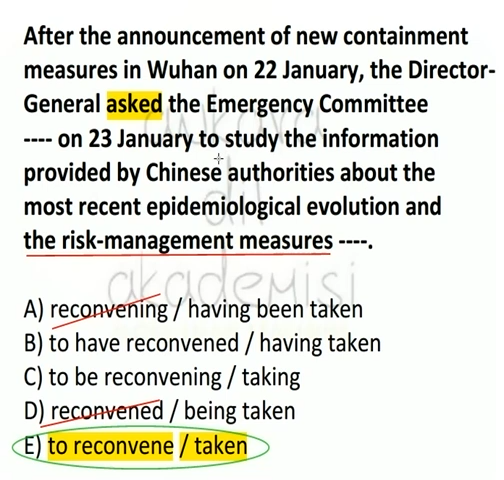 After the announcement of new containment
measures in Wuhan on 22 January, the Director-
General asked the Emergency Committee
---- on 23 January to study the information
provided by Chinese authorities about the
most recent epidemiological evolution and
the risk-management measures ----.
ankara
dil
akademisi
A) reconvening / having been taken
B) to have reconvened / having taken
C) to be reconvening / taking
D) reconvened / being taken
E) to reconvene / taken